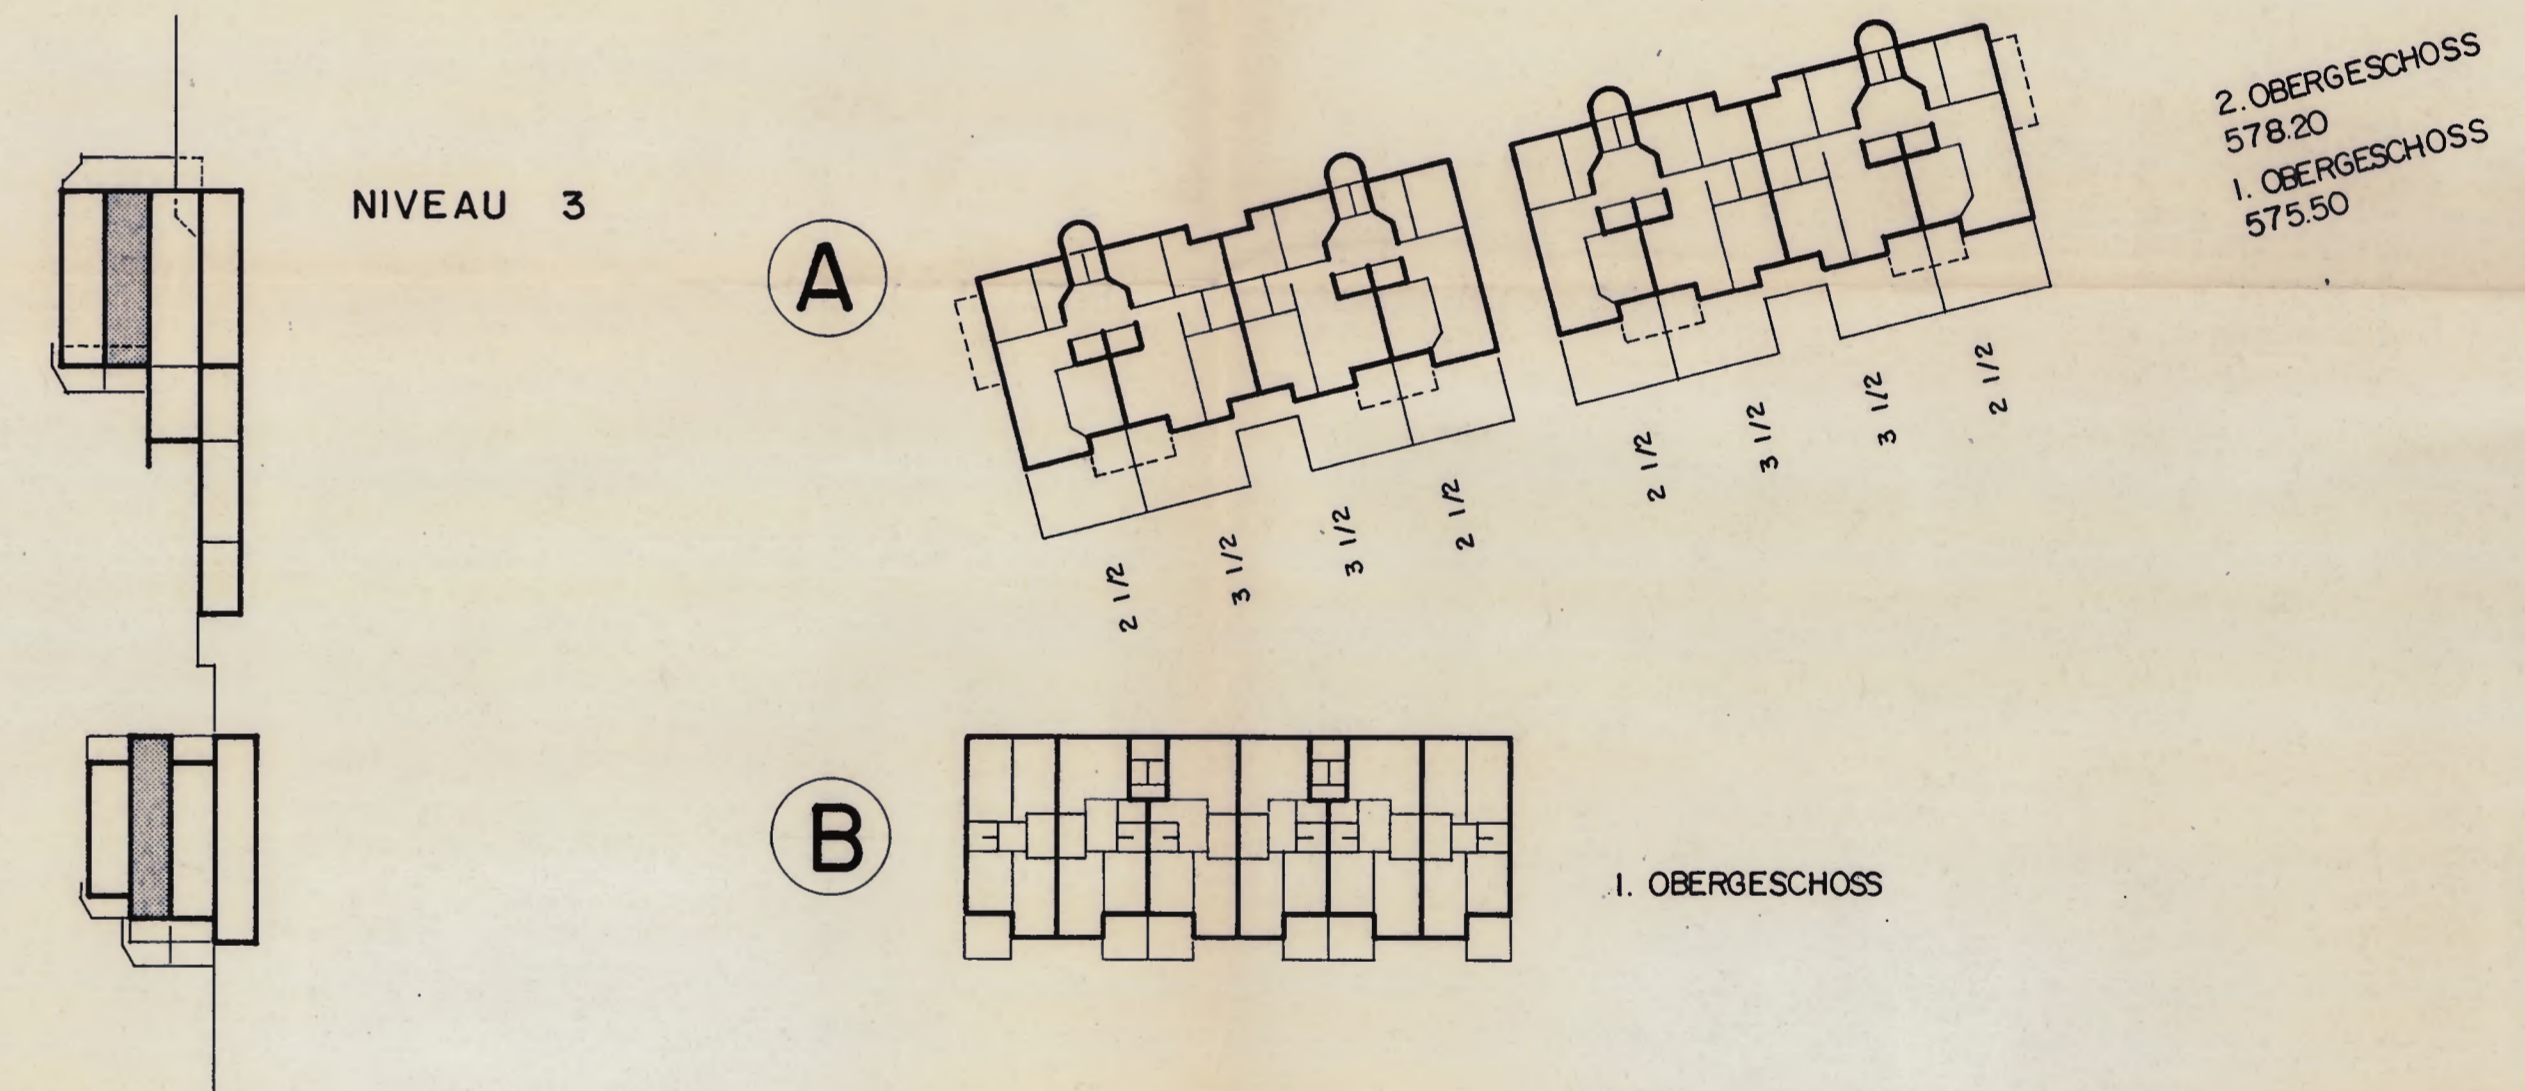 NIVEAU 3
A
2. OBERGESCHOSS
578.20
1. OBERGESCHOSS
575.50
2 1/2
3 1/2
3 1/2
2 1/2
2 1/2
3 1/2
3 1/2
2 1/2
B
1. OBERGESCHOSS